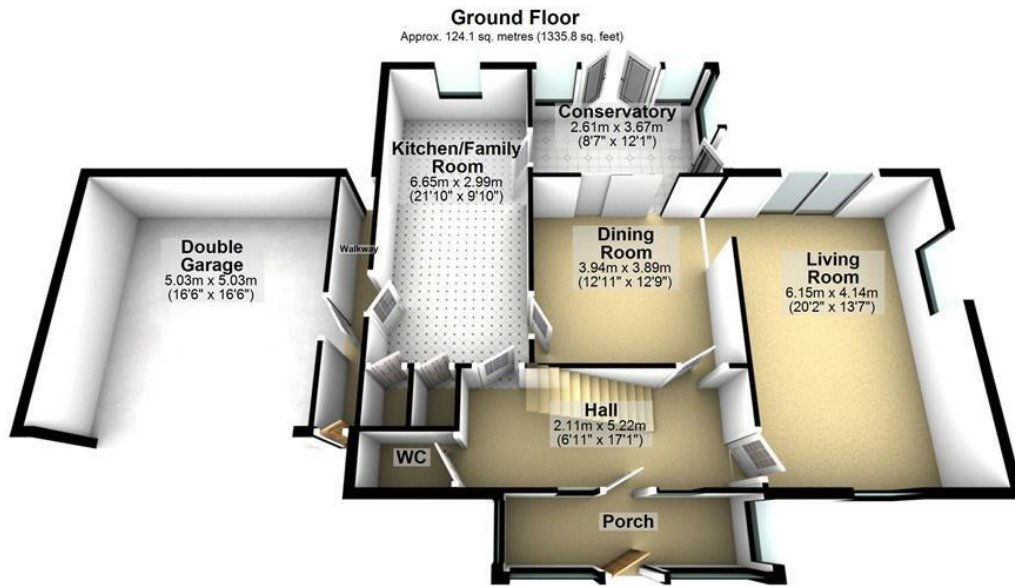 Ground Floor
Approx. 124.1 sq. metres (1335.8 sq. feet)
Conservatory
2.61m x 3.67m
(8'7" x 12'1")
Kitchen/Family
Room
6.65m x 2.99m
(21'10" x 9'10")
Walkway
Double
Garage
5.03m x 5.03m
(16'6" x 16'6")
Dining
Room
3.94m x 3.89m
(12'11" x 12'9")
Living
Room
6.15m x 4.14m
(20'2" x 13'7")
Hall
2.11m x 5.22m
(6'11" x 17'1")
WC
Porch